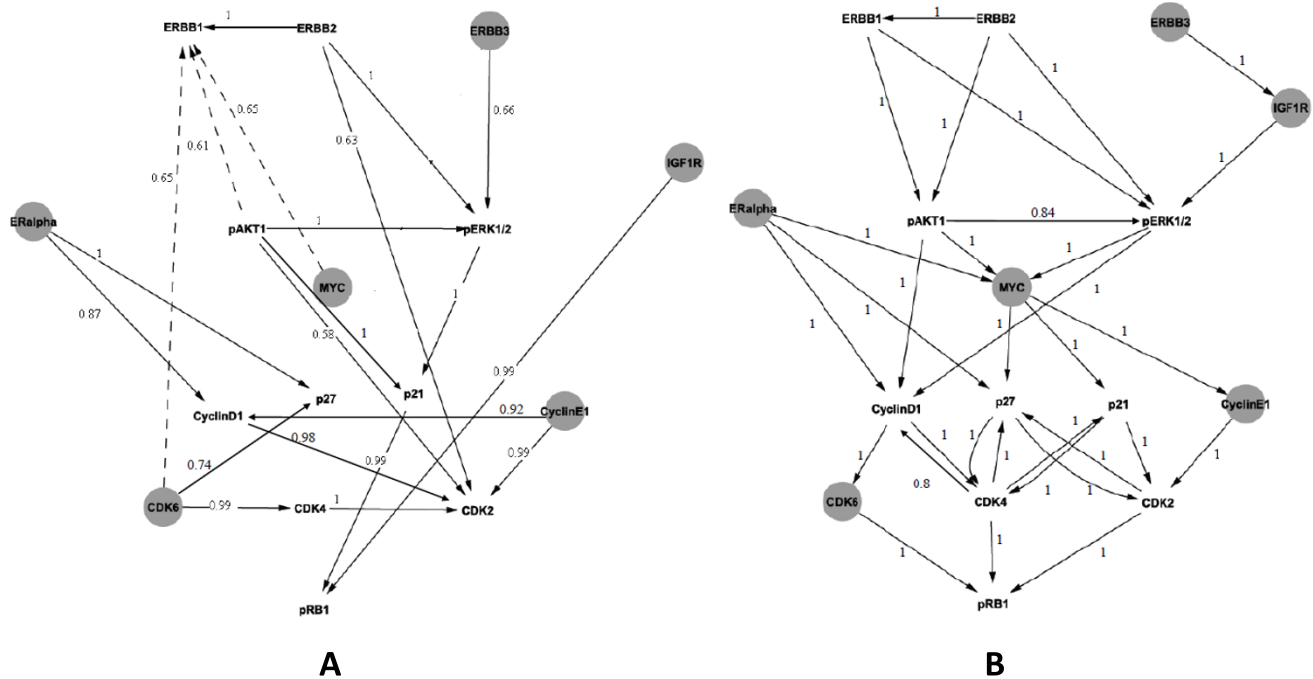 1
ERBB1
ERBB2
ERBB3
1
0.66
0.65
0.63
0.61
0.65
IGF1R
ERalpha
1
pAKT1
1
pERK1/2
1
MYC
0.87
0.58
1
1
0.99
p27
p21
CyclinD1
0.92
CyclinE1
0.98
0.74
0.99
0.99
CDK6
0.99
CDK4
1
CDK2
pRB1
A
ERBB1
1
ERBB2
ERBB3
1
1
IGF1R
1
1
1
1
ERalpha
pAKT1
0.84
pERK1/2
1
1
1
MYC
1
1
1
1
1
1
1
CyclinD1
p27
p21
CyclinE1
1
1
1
1
1
1
1
0.8
1
1
CDK6
CDK4
CDK2
1
1
1
pRB1
B